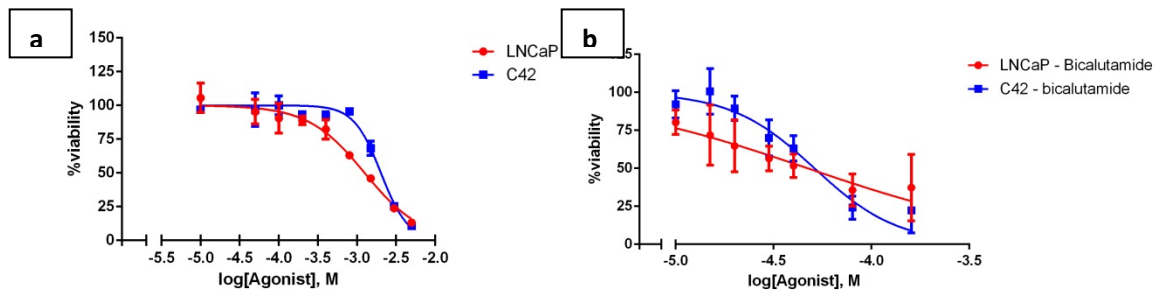 a
150
125
100
75
50
25
0
%viability
-5.5 -5.0 -4.5 -4.0 -3.5 -3.0 -2.5 -2.0
log[Agonist], M
LNCaP
C42
b
100
75
50
25
0
%viability
-5.0 -4.5 -4.0 -3.5
log[Agonist], M
LNCaP - Bicalutamide
C42 - bicalutamide